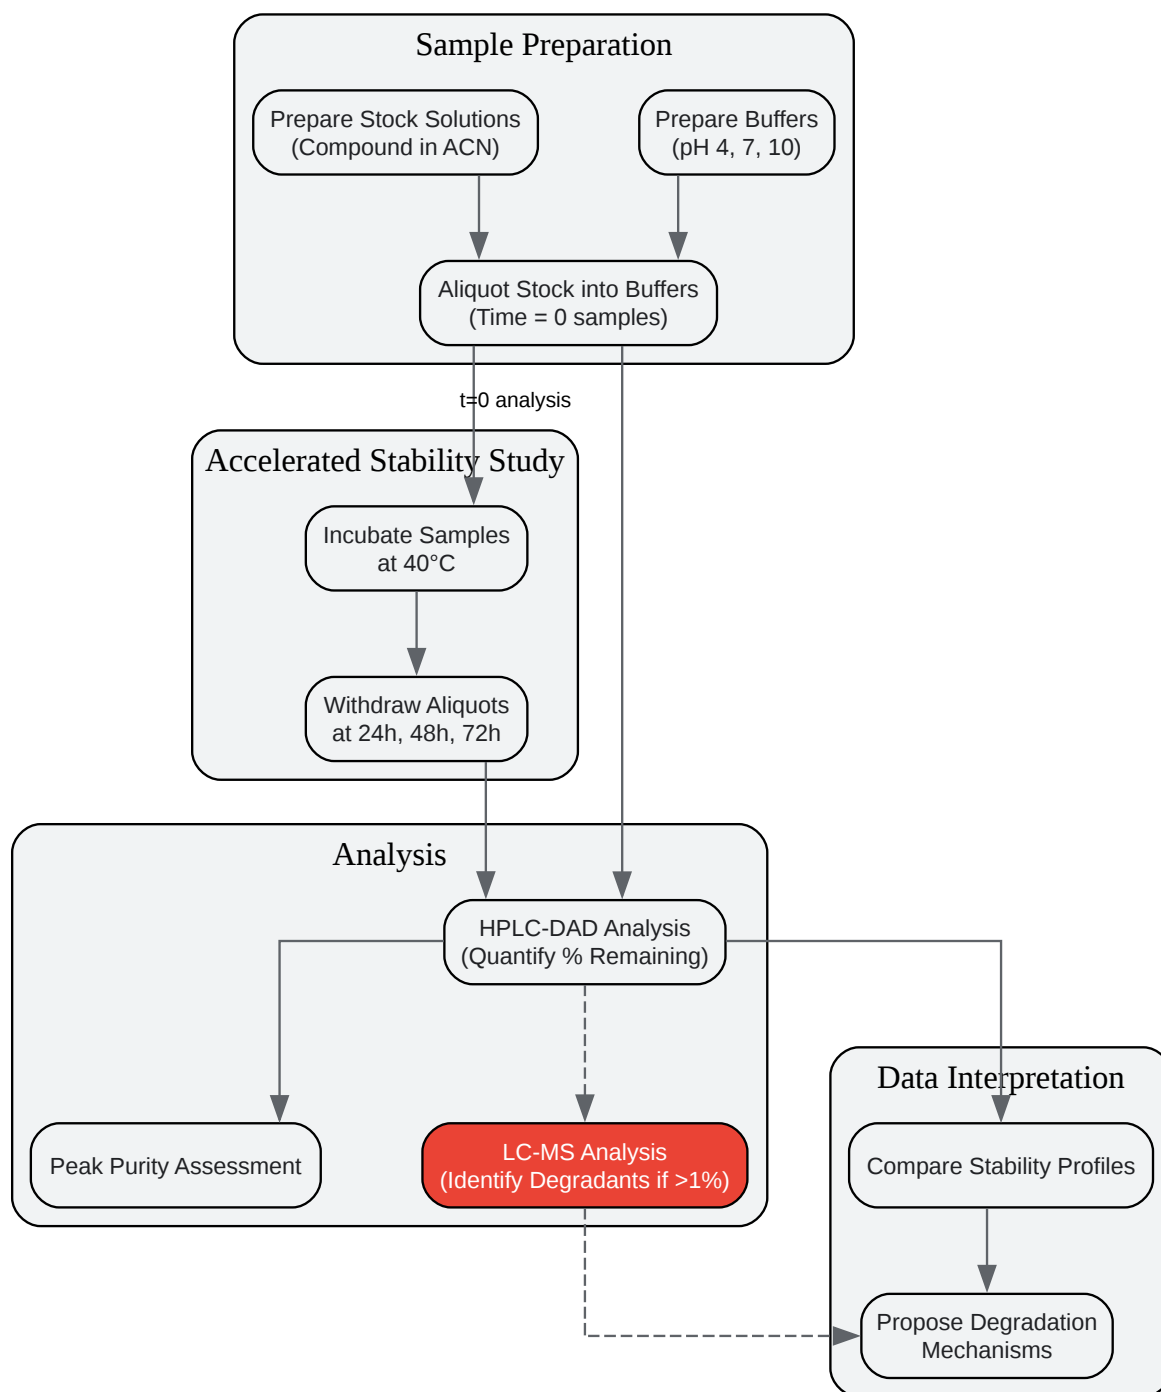 Sample Preparation
Prepare Stock Solutions
(Compound in ACN)
Prepare Buffers
(pH 4, 7, 10)
Aliquot Stock into Buffers
(Time = 0 samples)
t=0 analysis
Accelerated Stability Study
Incubate Samples
at 40°C
Withdraw Aliquots
at 24h, 48h, 72h
Analysis
HPLC-DAD Analysis
(Quantify % Remaining)
Peak Purity Assessment
LC-MS Analysis
(Identify Degradants if >1%)
Data Interpretation
Compare Stability Profiles
Propose Degradation
Mechanisms